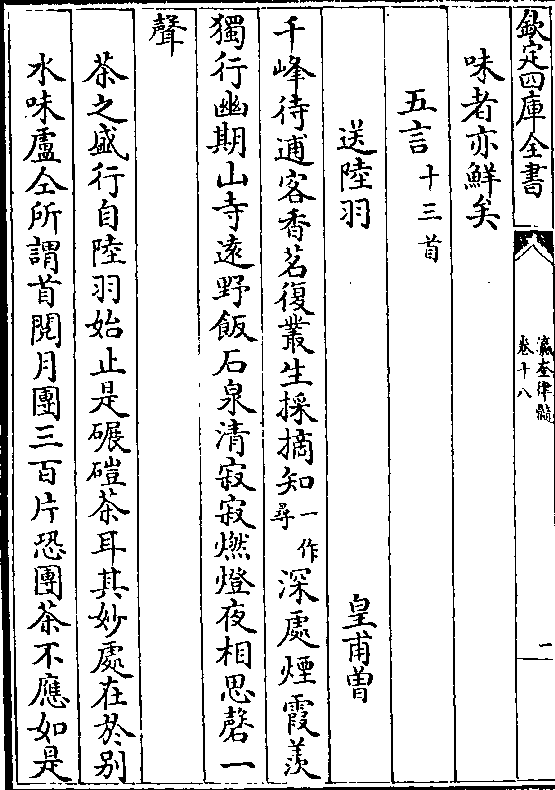 欽定四庫全書
瀛奎律髓
卷十八
一
味者亦鮮矣
五言十三首
送陸羽 皇甫曽
千峰待逋客香茗復叢生採摘知一作尋深處煙霞羡
獨行幽期山寺逺野飯石泉清寂寂燃燈夜相思磬一
聲
茶之盛行自陸羽始止是碾磑茶耳其妙處在於别
水味盧仝所謂首閱月團三百片恐團茶不應如是